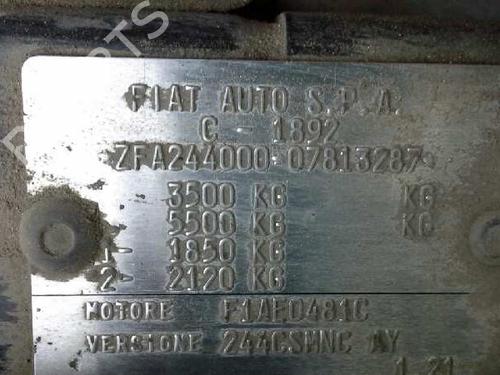 PARTS
FIAT AUTO S.P.A.
C - 1892
ZFA244000 07813287
3500 KG KG
5500 KG KG
1- 1850 KG
2- 2120 KG
MOTORE F1AE0481C
VERSIONE 244CSMNC AY
1.21